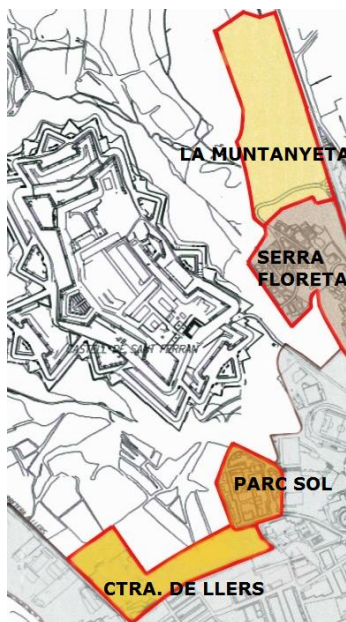 LA MUNTANYETA
SERRA
FLORETA
CASTELL DE SANT FERRAN
PARC SOL
CTRA. DE LLERS